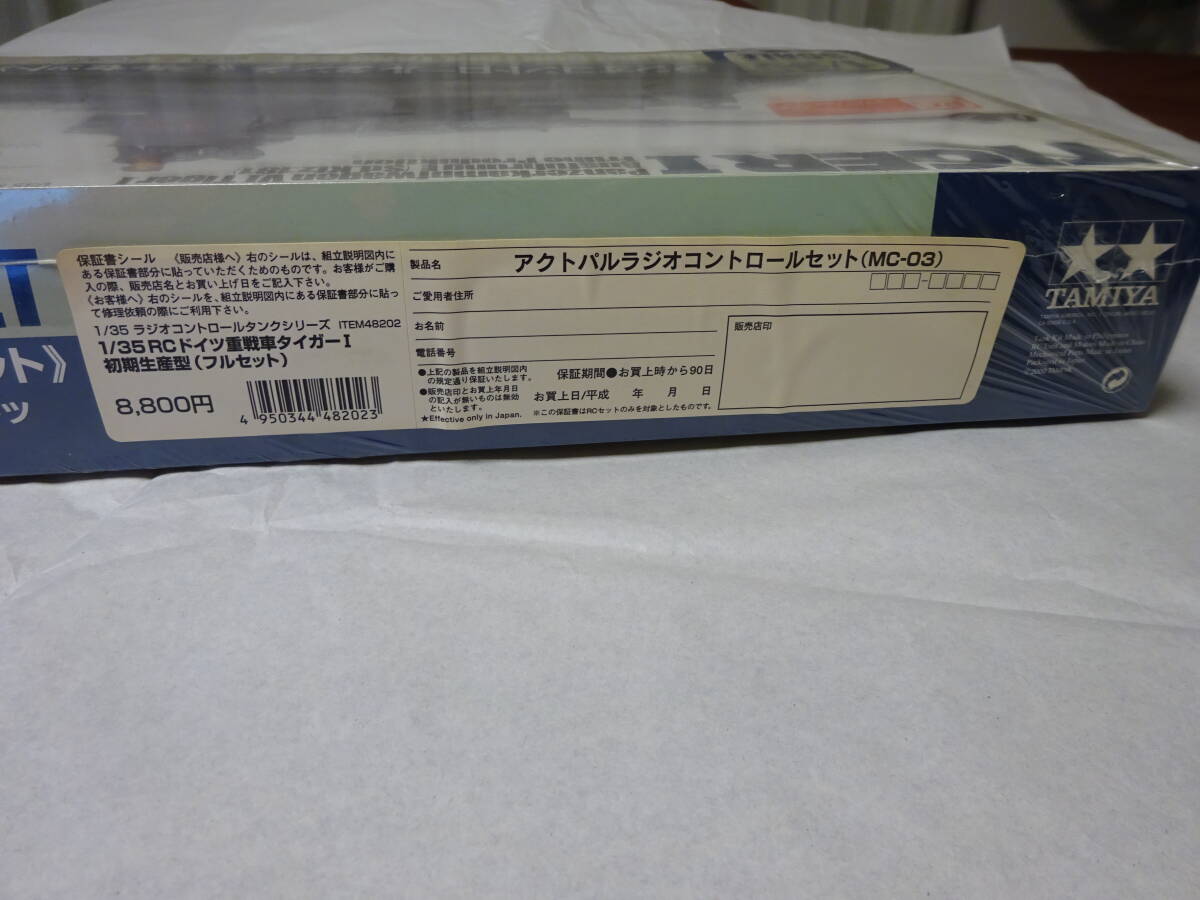 TIGER I
保証書シール 《販売店様へ》右のシールは、組立説明図内に
ある保証書部分に貼っていただくためのものです。お客様がご購
入の際、販売店名とお買い上げ日をご記入下さい。
《お客様へ》右のシールを、組立説明図内にある保証書部分に貼っ
て修理依頼の際にご利用下さい。
1/35 ラジオコントロールタンクシリーズ ITEM48202
1/35 RCドイツ重戦車タイガーI
初期生産型(フルセット)
8,800円
4 950344 482023
製品名 アクトパルラジオコントロールセット(MC-03)
ご愛用者住所
お名前
電話番号
●上記の製品を組立説明図内
の規定通り保証いたします。
●販売店印とお買上年月日
の記入が無いものは無効
といたします。
★Effective only in Japan.
保証期間●お買上時から90日
お買上日/平成 年 月 日
※この保証書はRCセットのみを対象としたものです。
販売店印
ット》
ツ
TAMIYA